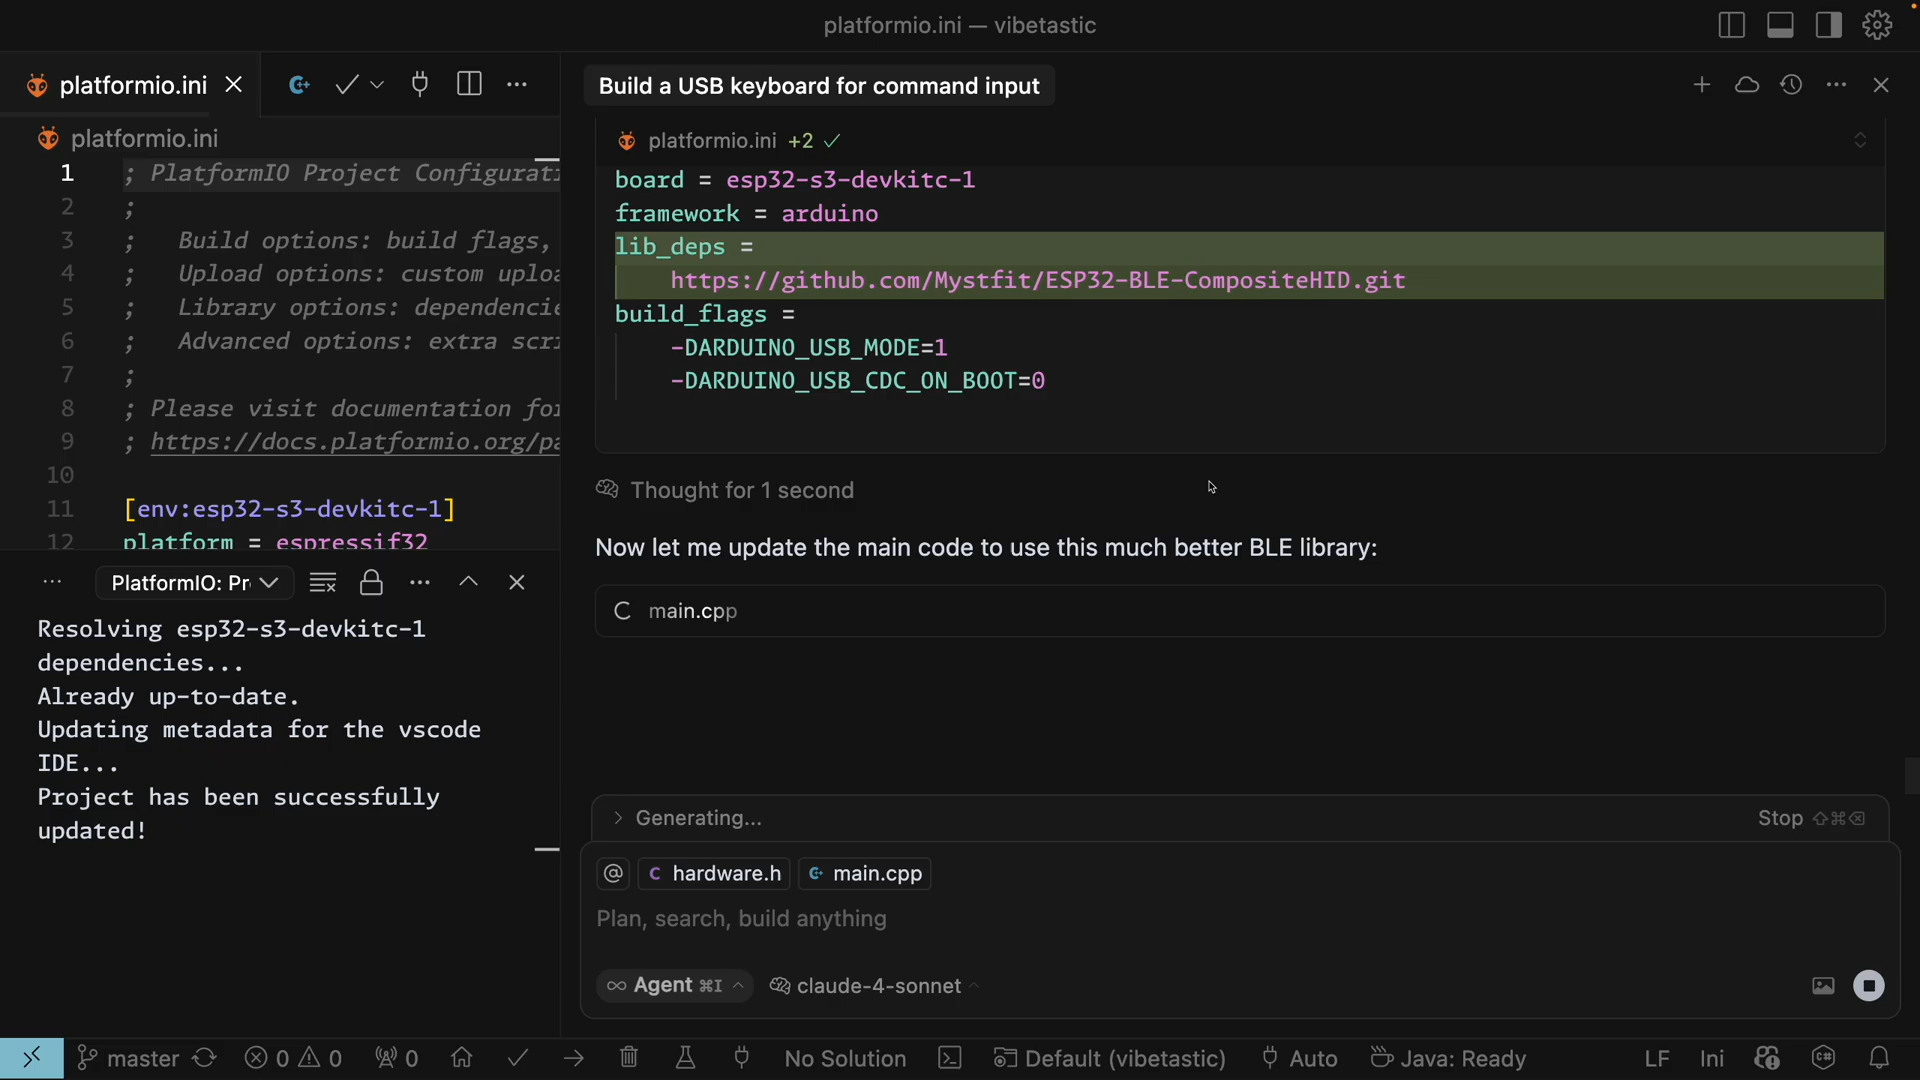 platformio.ini — vibetastic
platformio.ini
platformio.ini
1 ; PlatformIO Project Configurati
2 ;
3 ;   Build options: build flags,
4 ;   Upload options: custom uploa
5 ;   Library options: dependencie
6 ;   Advanced options: extra scri
7 ;
8 ; Please visit documentation for
9 ; https://docs.platformio.org/pa
10
11 [env:esp32-s3-devkitc-1]
12 platform = espressif32
PlatformIO: Pr
Resolving esp32-s3-devkitc-1
dependencies...
Already up-to-date.
Updating metadata for the vscode
IDE...
Project has been successfully
updated!
Build a USB keyboard for command input
platformio.ini +2
board = esp32-s3-devkitc-1
framework = arduino
lib_deps =
https://github.com/Mystfit/ESP32-BLE-CompositeHID.git
build_flags =
-DARDUINO_USB_MODE=1
-DARDUINO_USB_CDC_ON_BOOT=0
Thought for 1 second
Now let me update the main code to use this much better BLE library:
main.cpp
Generating...
Stop ⇧⌘⌫
@ C hardware.h main.cpp
Plan, search, build anything
∞ Agent ⌘I claude-4-sonnet
master 0 0 0 No Solution Default (vibetastic) Auto Java: Ready LF Ini